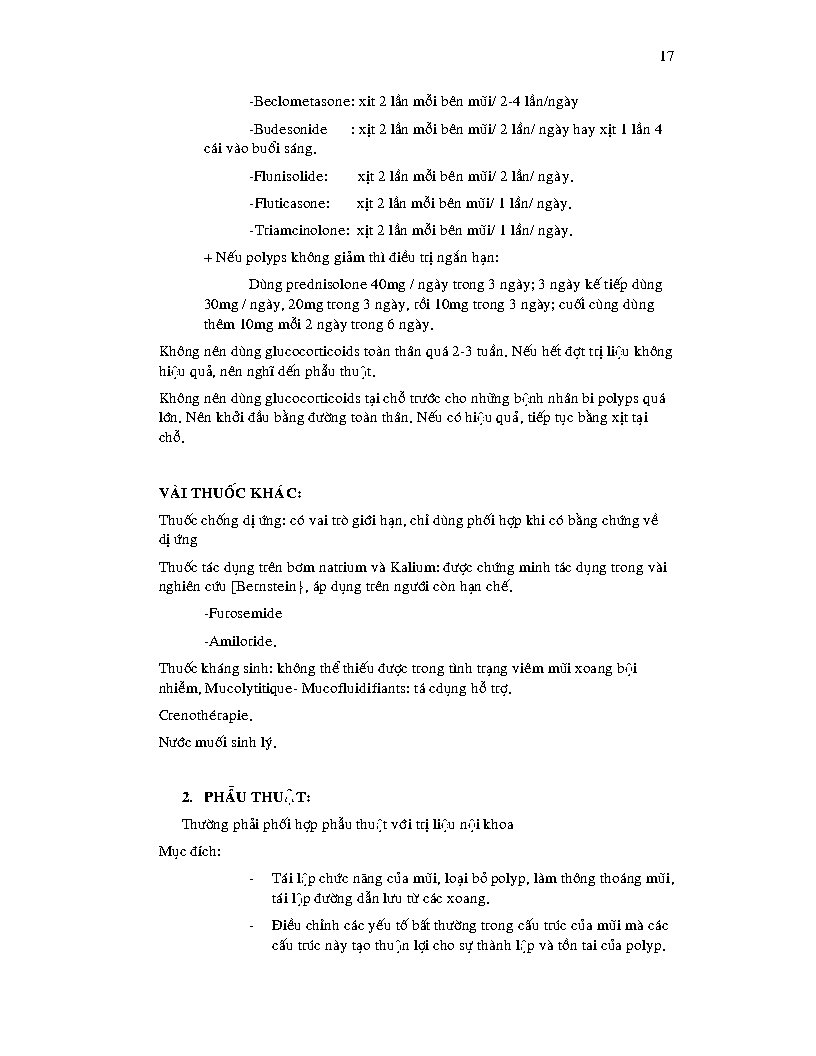 17
-Beclometasone: xit 2 lần mỗi bên mũi/ 2-4 lần/ngày
-Budesonide : xịt 2 lần mỗi bên mũi/ 2 lần/ ngày hay xịt 1 lần 4
cái vào buổi sáng.
-Flunisolide: xịt 2 lần mỗi bên mũi/ 2 lần/ ngày.
-Fluticasone: xịt 2 lần mỗi bên mũi/ 1 lần/ ngày.
-Triamcinolone: xịt 2 lần mỗi bên mũi/ 1 lần/ ngày.
+ Nếu polyps không giảm thì điều trị ngắn hạn:
Dùng prednisolone 40mg / ngày trong 3 ngày; 3 ngày kế tiếp dùng
30mg / ngày, 20mg trong 3 ngày, rồi 10mg trong 3 ngày; cuối cùng dùng
thêm 10mg mỗi 2 ngày trong 6 ngày.
Không nên dùng glucocorticoids toàn thân quá 2-3 tuần. Nếu hết đợt trị liệu không
hiệu quả, nên nghĩ đến phẫu thuật.
Không nên dùng glucocorticoids tại chỗ trước cho những bệnh nhân bi polyps quá
lớn. Nên khởi đầu bằng đường toàn thân. Nếu có hiệu quả, tiếp tục bằng xịt tại
chỗ.
VÀI THUỐC KHÁC:
Thuốc chống dị ứng: có vai trò giới hạn, chỉ dùng phối hợp khi có bằng chứng về
dị ứng
Thuốc tác dụng trên bơm natrium và Kalium: được chứng minh tác dụng trong vài
nghiên cứu [Bernstein}, áp dụng trên người còn hạn chế.
-Furosemide
-Amiloride.
Thuốc kháng sinh: không thể thiếu được trong tình trạng viêm mũi xoang bội
nhiễm. Mucolytitique- Mucofluidifiants: tá cdụng hỗ trợ.
Crenothérapie.
Nước muối sinh lý.
2. PHẪU THUẬT:
Thường phải phối hợp phẫu thuật với trị liệu nội khoa
Mục đích:
- Tái lập chức năng của mũi, loại bỏ polyp, làm thông thoáng mũi,
tái lập đường dẫn lưu từ các xoang.
- Điều chỉnh các yếu tố bất thường trong cấu trúc của mũi mà các
cấu trúc này tạo thuận lợi cho sự thành lập và tồn tai của polyp.